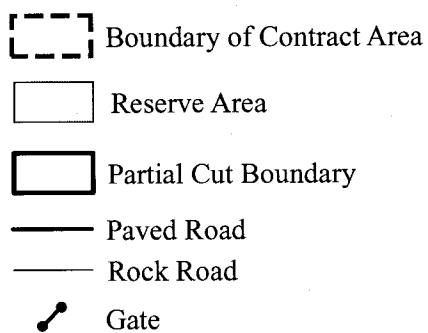 Boundary of Contract Area
Reserve Area
Partial Cut Boundary
Paved Road
Rock Road
Gate